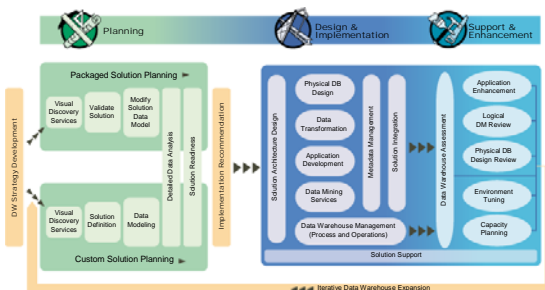 Planning
Design &
Implementation
Support &
Enhancement
DW Strategy Development
Packaged Solution Planning
Visual
Discovery
Services
Validate
Solution
Modify
Solution
Data
Model
Detailed Data Analysis
Solution Readiness
Visual
Discovery
Services
Solution
Definition
Data
Modeling
Custom Solution Planning
Implementation Recommendation
Solution Architecture Design
Physical DB
Design
Data
Transformation
Application
Development
Data Mining
Services
Metadata Management
Solution Integration
Data Warehouse Management
(Process and Operations)
Data Warehouse Assessment
Application
Enhancement
Logical
DM Review
Physical DB
Design Review
Environment
Tuning
Capacity
Planning
Solution Support
Iterative Data Warehouse Expansion